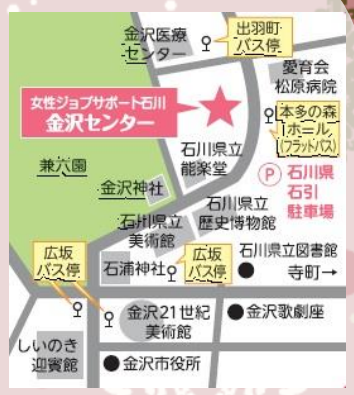 金沢医療
センター
出羽町
バス停
愛育会
松原病院
女性ジョブサポート石川
金沢センター
本多の森
ホール
(フラットバス)
石川県立
能楽堂
兼六園
P 石川県
石引
駐車場
金沢神社
石川県立
歴史博物館
石川県立
美術館
広坂
バス停
石浦神社
広坂
バス停
石川県立図書館
寺町→
金沢21世紀
美術館
●金沢歌劇座
しいのき
迎賓館
●金沢市役所